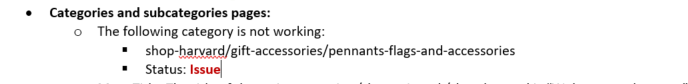 • Categories and subcategories pages:
o The following category is not working:
▪ shop-harvard/gift-accessories/pennants-flags-and-accessories
▪ Status: Issue